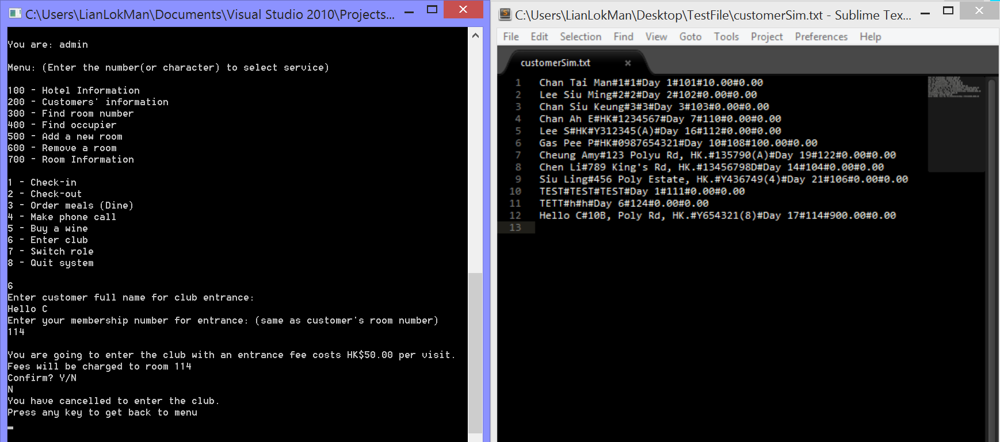 C:\Users\LianLokMan\Documents\Visual Studio 2010\Projects...
You are: admin
Menu: (Enter the number(or character) to select service)
100 - Hotel Information
200 - Customers' information
300 - Find room number
400 - Find occupier
500 - Add a new room
600 - Remove a room
700 - Room Information
1 - Check-in
2 - Check-out
3 - Order meals (Dine)
4 - Make phone call
5 - Buy a wine
6 - Enter club
7 - Switch role
8 - Quit system
6
Enter customer full name for club entrance:
Hello C
Enter your membership number for entrance: (same as customer's room number)
114
You are going to enter the club with an entrance fee costs HK$50.00 per visit.
Fees will be charged to room 114
Confirm? Y/N
N
You have cancelled to enter the club.
Press any key to get back to menu
C:\Users\LianLokMan\Desktop\TestFile\customerSim.txt - Sublime Tex...
File Edit Selection Find View Goto Tools Project Preferences Help
customerSim.txt
1 Chan Tai Man#1#1#Day 1#101#10.00#0.00
2 Lee Siu Ming#2#2#Day 2#102#0.00#0.00
3 Chan Siu Keung#3#3#Day 3#103#0.00#0.00
4 Chan Ah E#HK#1234567#Day 7#110#0.00#0.00
5 Lee S#HK#Y312345(A)#Day 16#112#0.00#0.00
6 Gas Pee P#HK#0987654321#Day 10#108#100.00#0.00
7 Cheung Amy#123 Polyu Rd, HK.#135790(A)#Day 19#122#0.00#0.00
8 Chen Li#789 King's Rd, HK.#13456798D#Day 14#104#0.00#0.00
9 Siu Ling#456 Poly Estate, HK.#Y436749(4)#Day 21#106#0.00#0.00
10 TEST#TEST#TEST#Day 1#111#0.00#0.00
11 TETT#h#h#Day 6#124#0.00#0.00
12 Hello C#10B, Poly Rd, HK.#Y654321(8)#Day 17#114#900.00#0.00
13